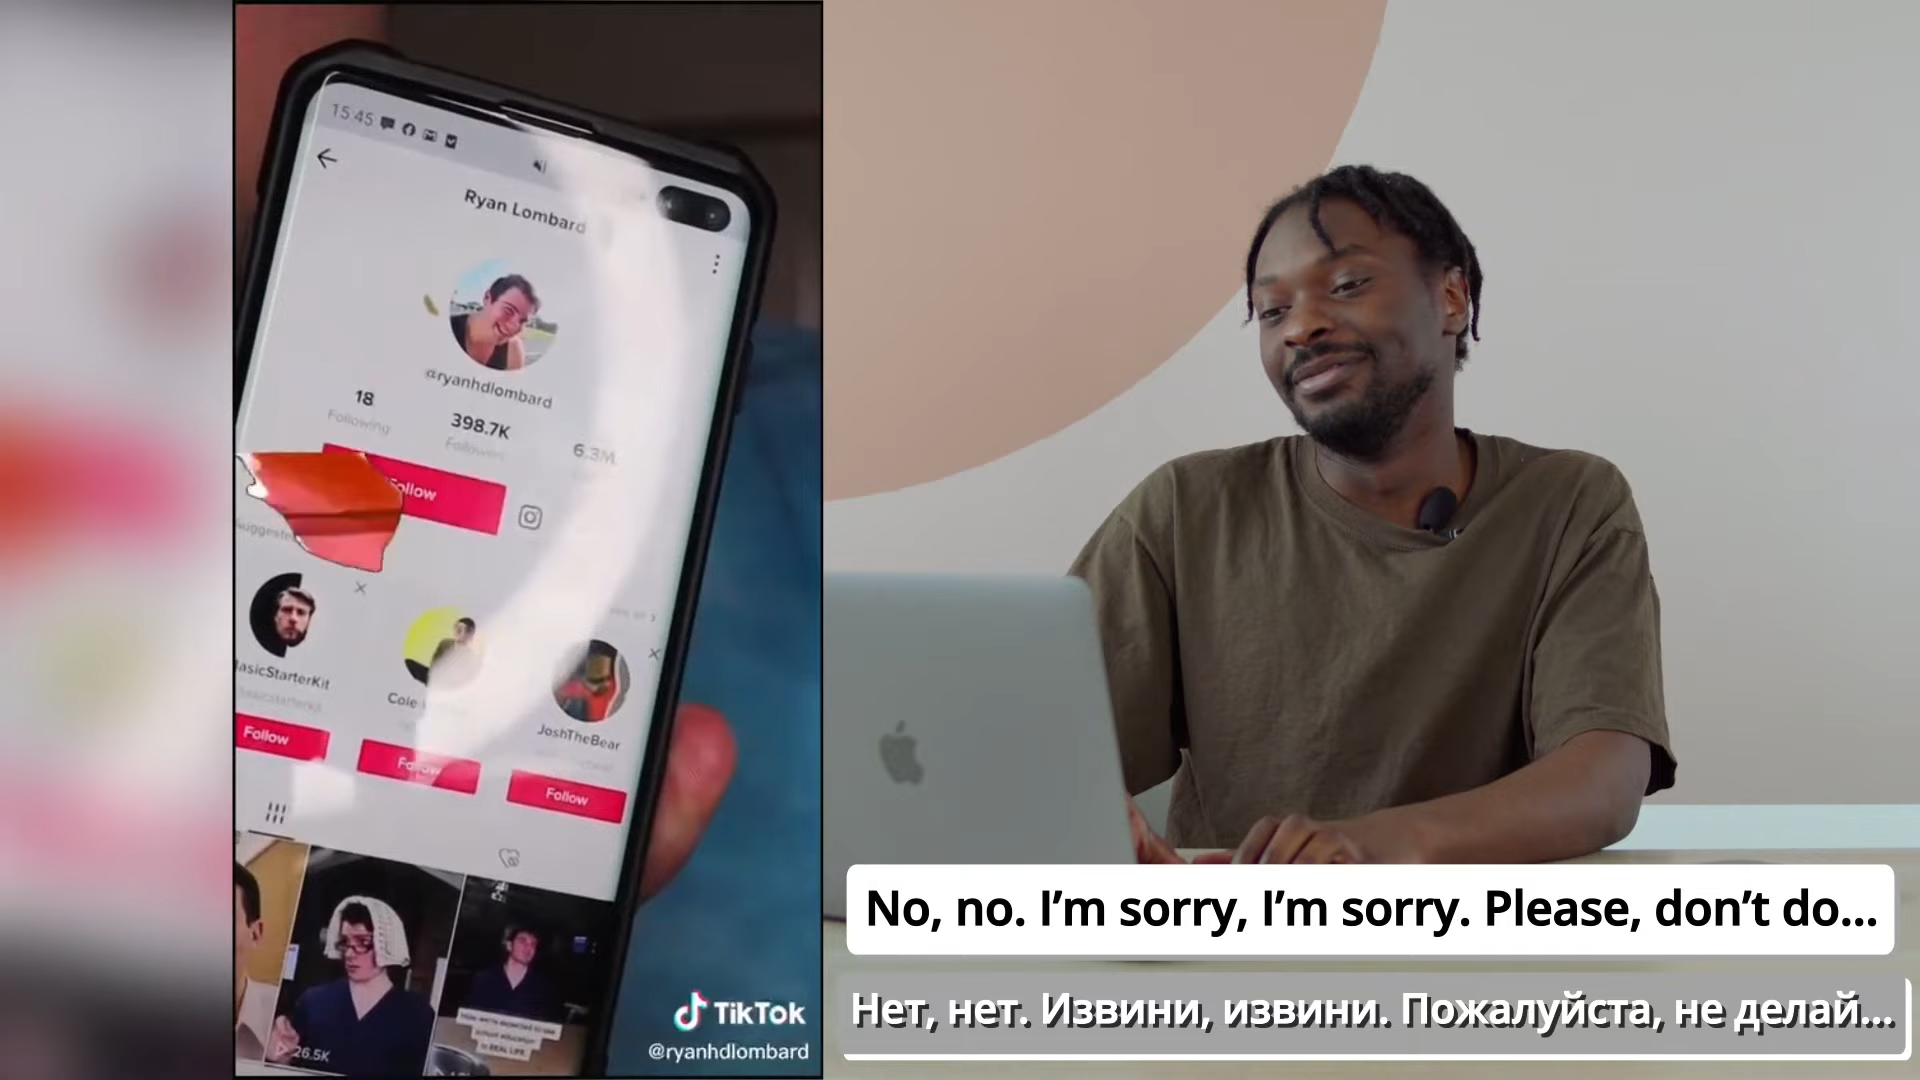 15:45
Ryan Lombard
@ryanhdlombard
18
398.7K
6.3M
Following
Followers
Follow
asicStarterKit
Cole
JoshTheBear
Follow
Follow
Follow
26.5K
TikTok
@ryanhdlombard
No, no. I’m sorry, I’m sorry. Please, don’t do...
Нет, нет. Извини, извини. Пожалуйста, не делай...